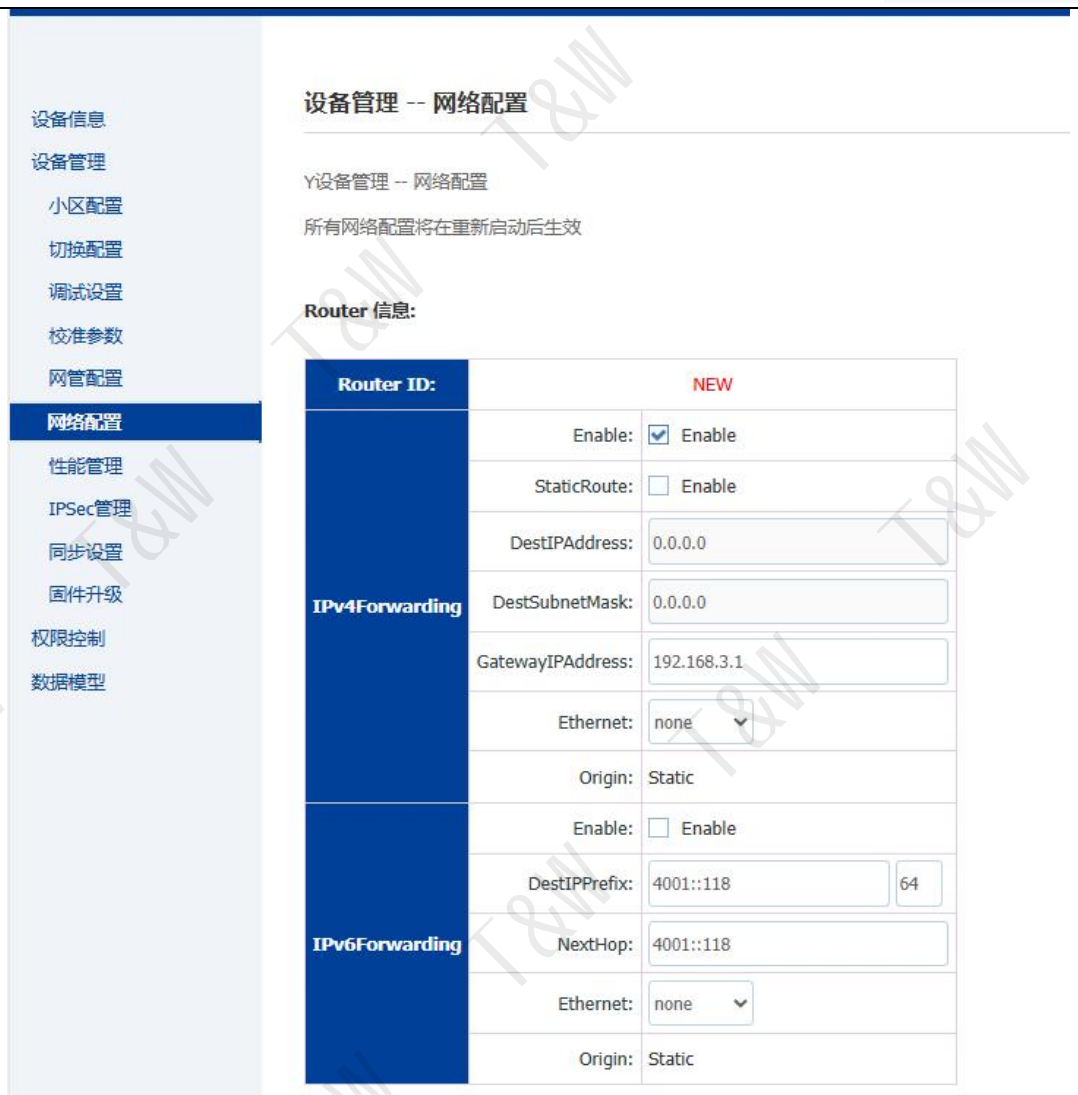 设备信息
设备管理
小区配置
切换配置
调试设置
校准参数
网管配置
网络配置
性能管理
IPSec管理
同步设置
固件升级
权限控制
数据模型
设备管理 -- 网络配置
Y设备管理 -- 网络配置
所有网络配置将在重新启动后生效
Router 信息:
Router ID: NEW
IPv4Forwarding
Enable: Enable
StaticRoute: Enable
DestIPAddress: 0.0.0.0
DestSubnetMask: 0.0.0.0
GatewayIPAddress: 192.168.3.1
Ethernet: none
Origin: Static
IPv6Forwarding
Enable: Enable
DestIPPrefix: 4001::118 64
NextHop: 4001::118
Ethernet: none
Origin: Static
T&W
T&W
T&W
T&W
T&W
T&W